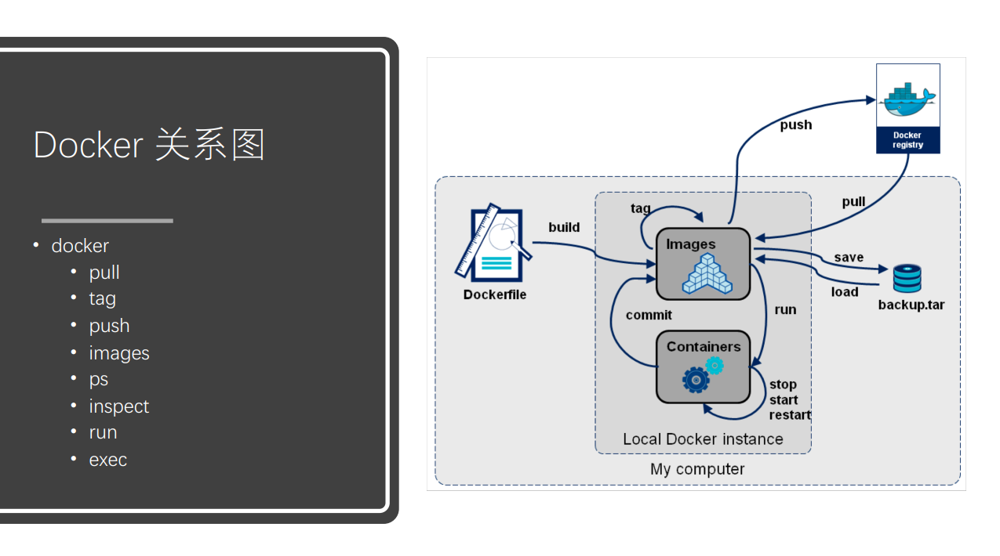 Docker 关系图
• docker
• pull
• tag
• push
• images
• ps
• inspect
• run
• exec
push
Docker
registry
pull
tag
build
Images
save
load
Dockerfile
backup.tar
commit
run
Containers
stop
start
restart
Local Docker instance
My computer